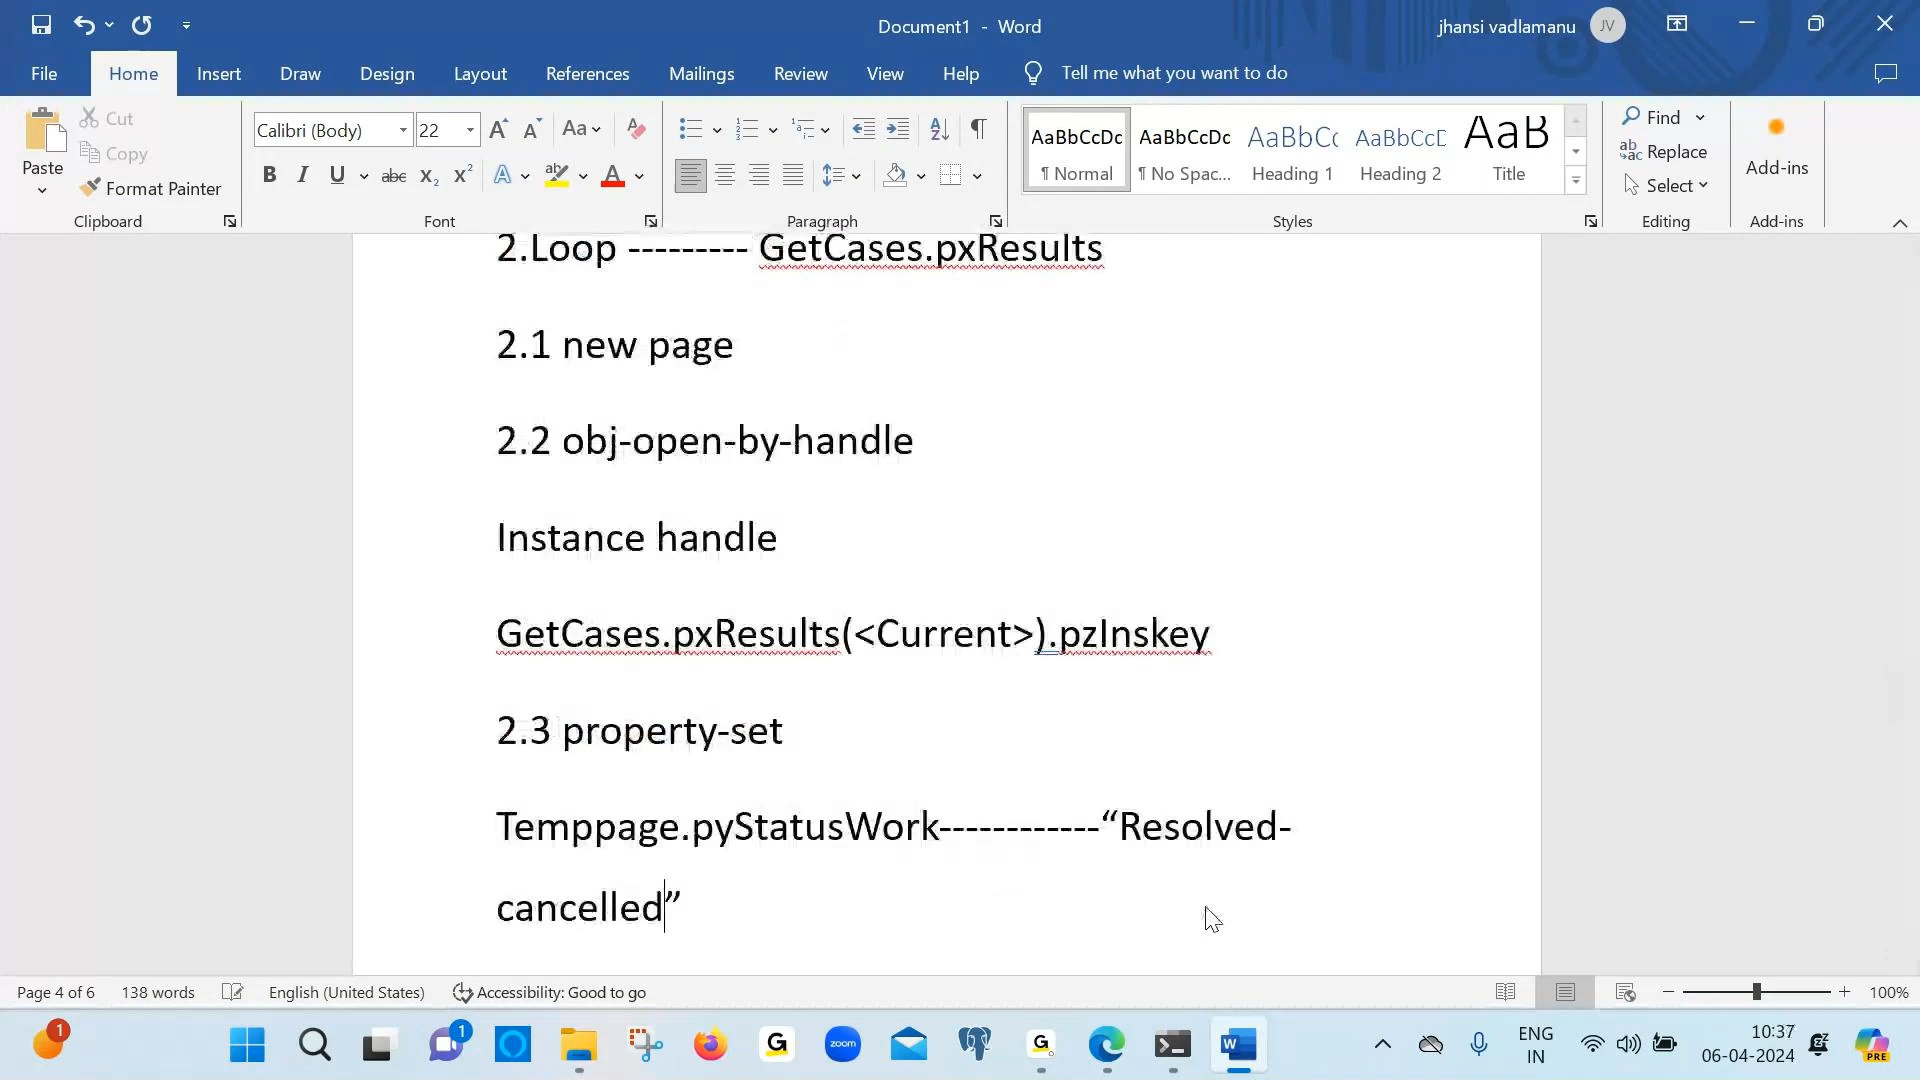 Document1 - Word
jhansi vadlamanu
JV
File Home Insert Draw Design Layout References Mailings Review View Help Tell me what you want to do
Paste
Cut
Copy
Format Painter
Clipboard
Calibri (Body) 22
Font
Paragraph
AaBbCcDc AaBbCcDc AaBbCc AaBbCcD AaB
¶ Normal ¶ No Spac... Heading 1 Heading 2 Title
Styles
Find
Replace
Select
Editing
Add-ins
Add-ins
2.Loop --------- GetCases.pxResults
2.1 new page
2.2 obj-open-by-handle
Instance handle
GetCases.pxResults(<Current>).pzInskey
2.3 property-set
Temppage.pyStatusWork------------“Resolved-
cancelled”
Page 4 of 6 138 words English (United States) Accessibility: Good to go 100%
1
1
zoom
ENG
IN
10:37
06-04-2024
PRE